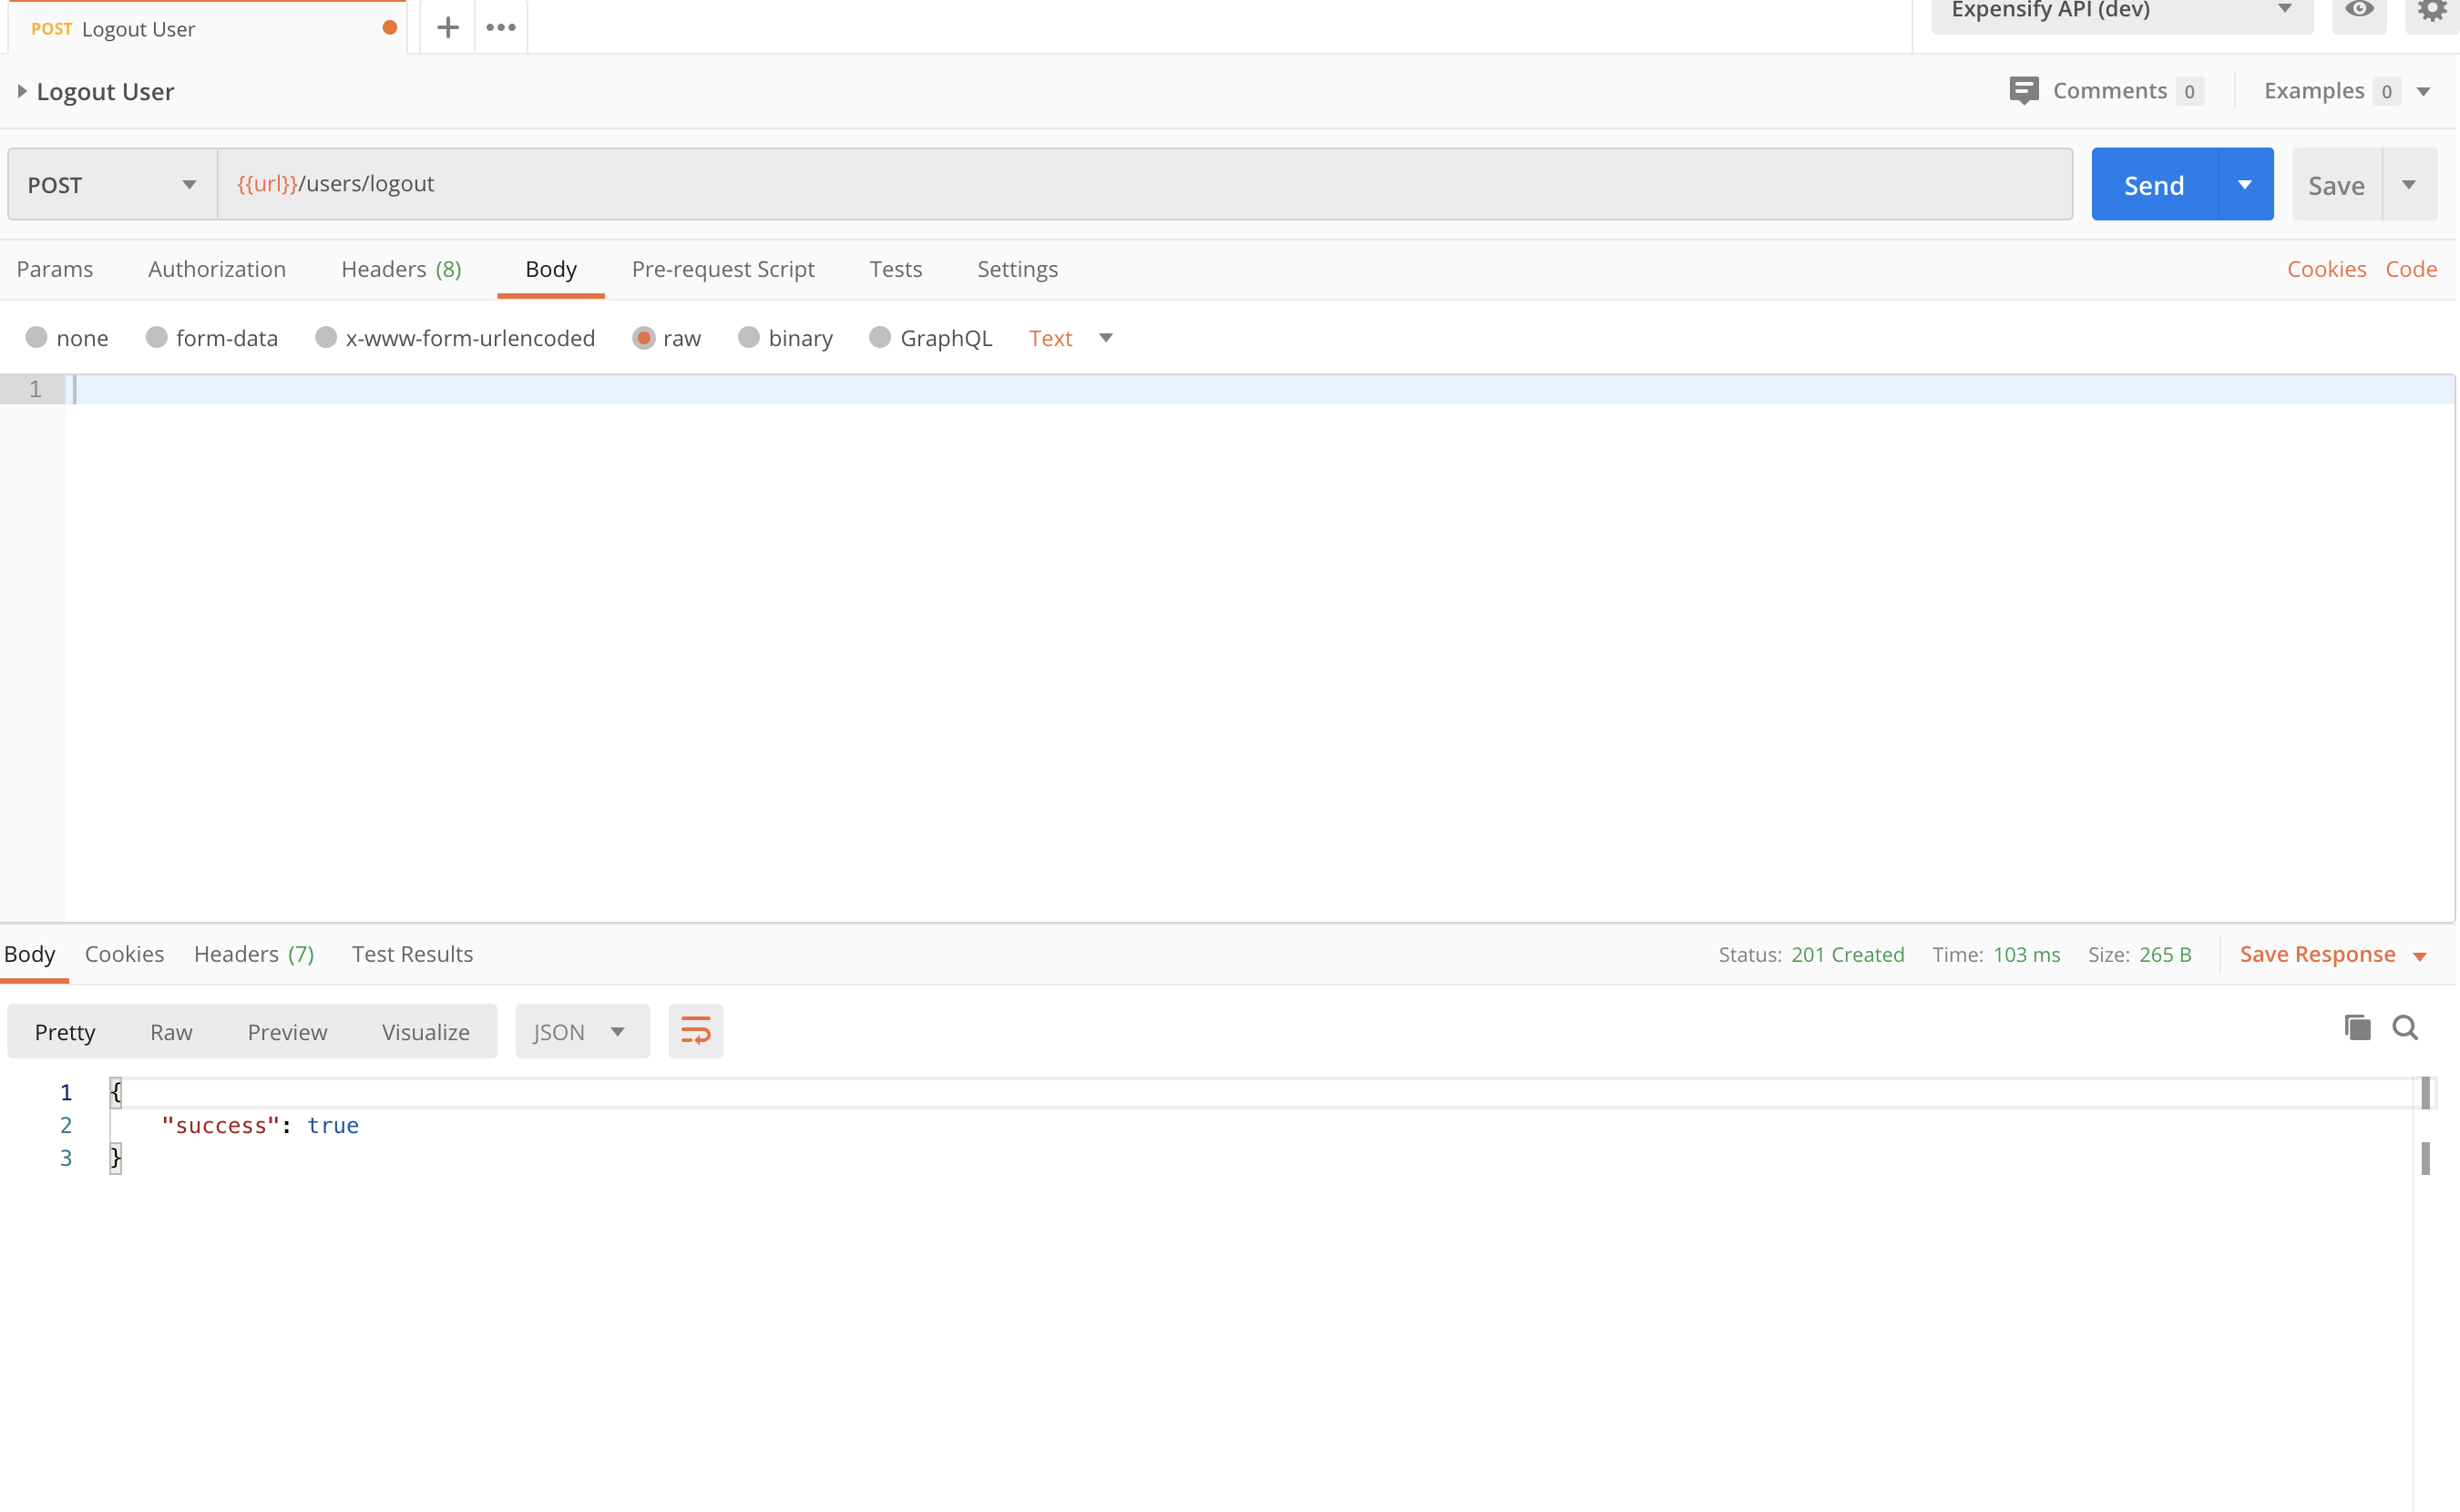 POST Logout User
Expensify API (dev)
Logout User
Comments 0 Examples 0
POST {{url}}/users/logout Send Save
Params Authorization Headers (8) Body Pre-request Script Tests Settings Cookies Code
none form-data x-www-form-urlencoded raw binary GraphQL Text
1
Body Cookies Headers (7) Test Results Status: 201 Created Time: 103 ms Size: 265 B Save Response
Pretty Raw Preview Visualize JSON
1 {
2 "success": true
3 }